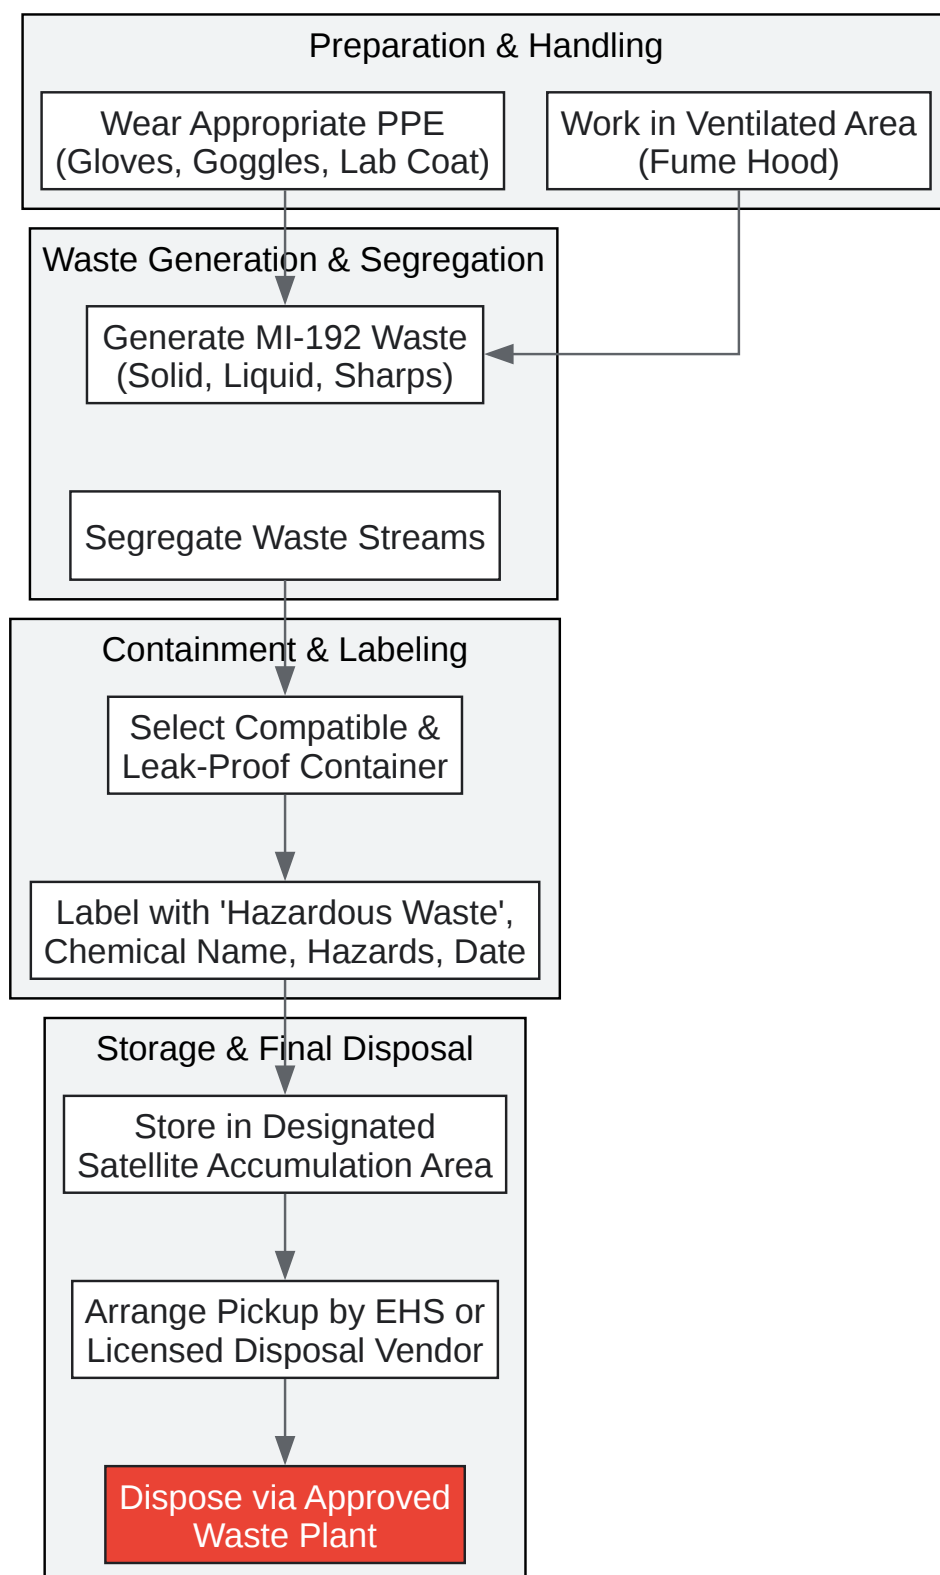 Preparation & Handling
Wear Appropriate PPE
(Gloves, Goggles, Lab Coat)
Work in Ventilated Area
(Fume Hood)
Waste Generation & Segregation
Generate MI-192 Waste
(Solid, Liquid, Sharps)
Segregate Waste Streams
Containment & Labeling
Select Compatible &
Leak-Proof Container
Label with 'Hazardous Waste',
Chemical Name, Hazards, Date
Storage & Final Disposal
Store in Designated
Satellite Accumulation Area
Arrange Pickup by EHS or
Licensed Disposal Vendor
Dispose via Approved
Waste Plant